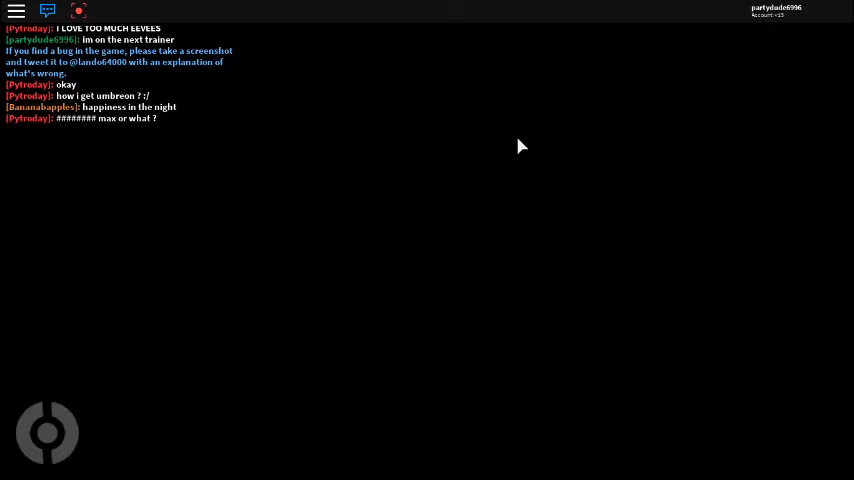 partydude6996
Account <13
[Pytroday]: I LOVE TOO MUCH EEVEES
[partydude6996]: im on the next trainer
If you find a bug in the game, please take a screenshot
and tweet it to @lando64000 with an explanation of
what's wrong.
[Pytroday]: okay
[Pytroday]: how i get umbreon ? :/
[Bananabapples]: happiness in the night
[Pytroday]: ######## max or what ?